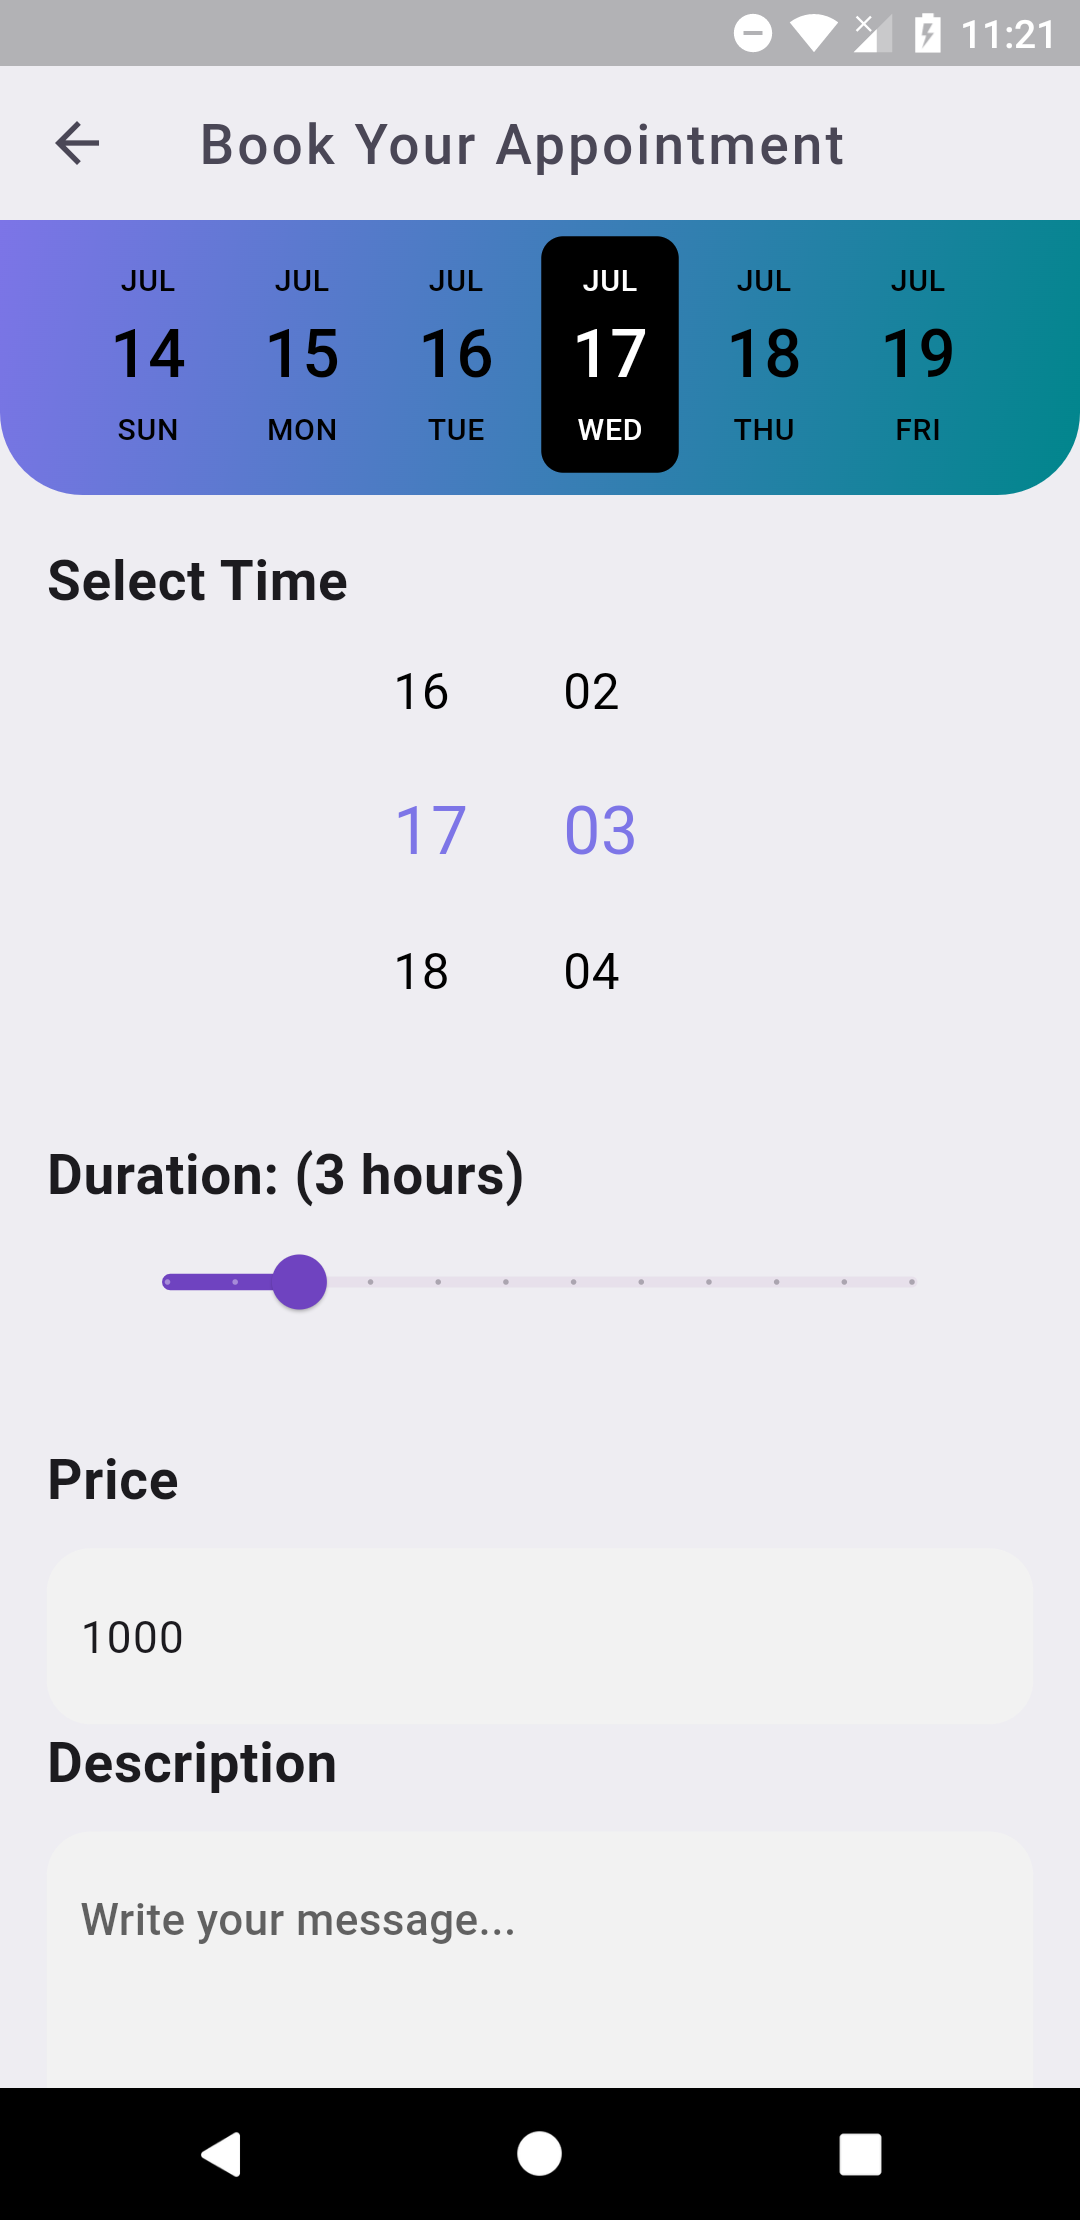 11:21
Book Your Appointment
JUL JUL JUL JUL JUL JUL
14 15 16 17 18 19
SUN MON TUE WED THU FRI
Select Time
16 02
17 03
18 04
Duration: (3 hours)
Price
1000
Description
Write your message...